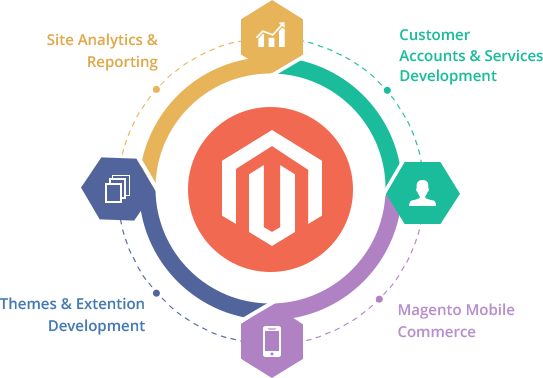 Site Analytics &
Reporting
Customer
Accounts & Services
Development
Themes & Extention
Development
Magento Mobile
Commerce